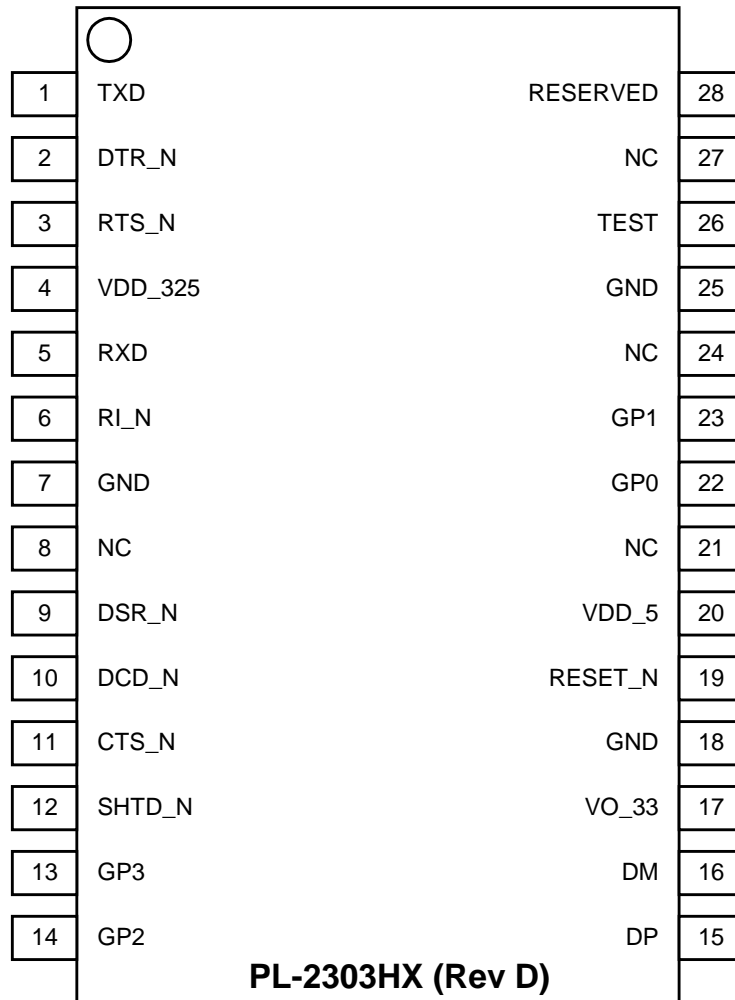 1 TXD RESERVED 28
2 DTR_N NC 27
3 RTS_N TEST 26
4 VDD_325 GND 25
5 RXD NC 24
6 RI_N GP1 23
7 GND GP0 22
8 NC NC 21
9 DSR_N VDD_5 20
10 DCD_N RESET_N 19
11 CTS_N GND 18
12 SHTD_N VO_33 17
13 GP3 DM 16
14 GP2 DP 15
PL-2303HX (Rev D)